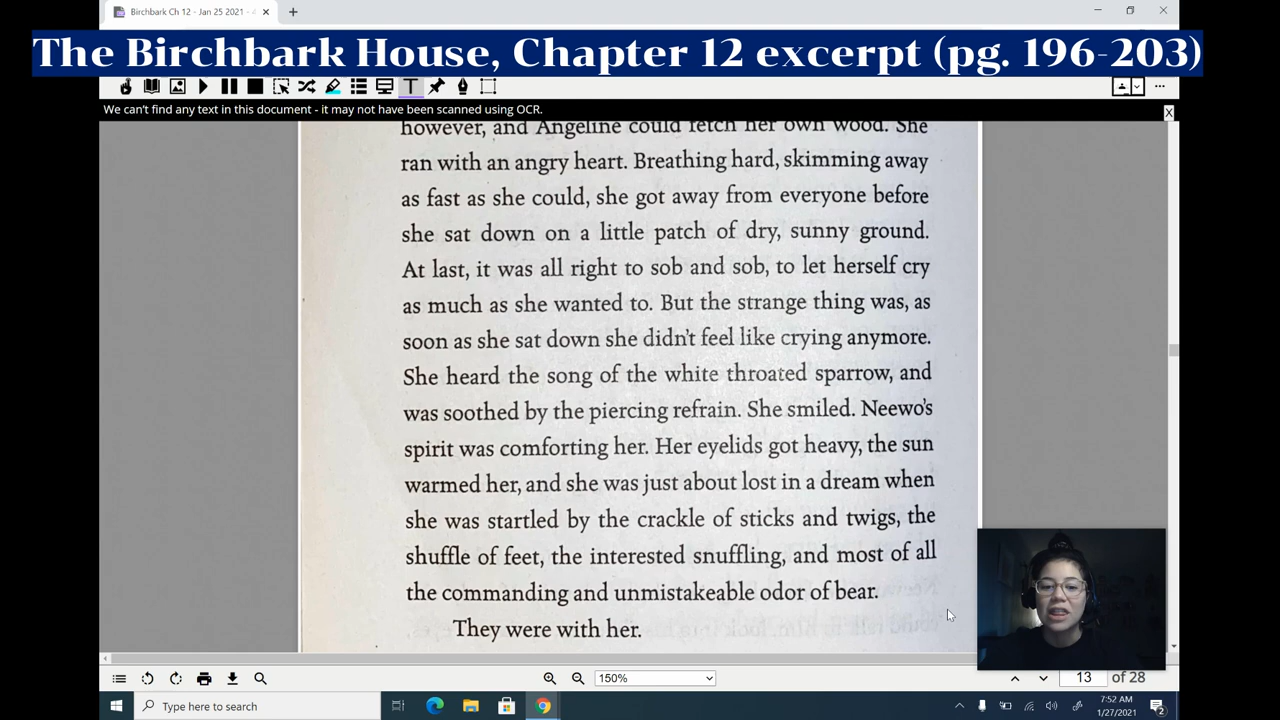 Birchbark Ch 12 - Jan 25 2021 -
The Birchbark House, Chapter 12 excerpt (pg. 196-203)
We can't find any text in this document - it may not have been scanned using OCR.
however, and Angeline could fetch her own wood. She
ran with an angry heart. Breathing hard, skimming away
as fast as she could, she got away from everyone before
she sat down on a little patch of dry, sunny ground.
At last, it was all right to sob and sob, to let herself cry
as much as she wanted to. But the strange thing was, as
soon as she sat down she didn't feel like crying anymore.
She heard the song of the white throated sparrow, and
was soothed by the piercing refrain. She smiled. Neewo's
spirit was comforting her. Her eyelids got heavy, the sun
warmed her, and she was just about lost in a dream when
she was startled by the crackle of sticks and twigs, the
shuffle of feet, the interested snuffling, and most of all
the commanding and unmistakeable odor of bear.
They were with her.
150%
13 of 28
Type here to search
7:52 AM
1/27/2021
2